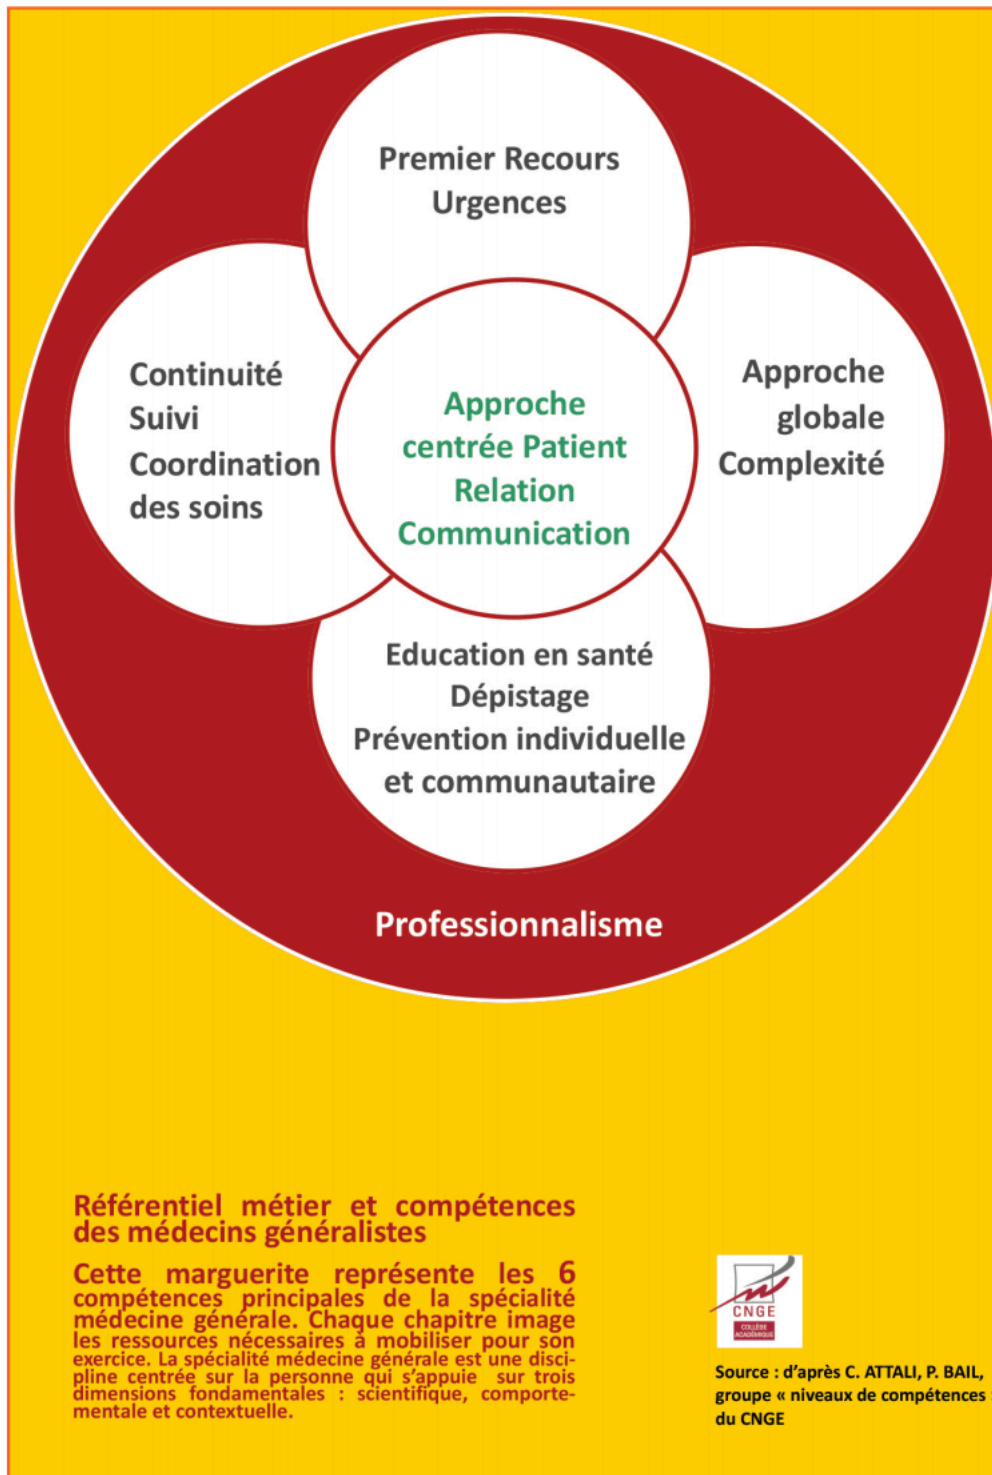 Premier Recours
Urgences
Continuité
Suivi
Coordination
des soins
Approche
centrée Patient
Relation
Communication
Approche
globale
Complexité
Education en santé
Dépistage
Prévention individuelle
et communautaire
Professionnalisme
Référentiel métier et compétences
des médecins généralistes
Cette marguerite représente les 6
compétences principales de la spécialité
médecine générale. Chaque chapitre image
les ressources nécessaires à mobiliser pour son
exercice. La spécialité médecine générale est une disci-
pline centrée sur la personne qui s'appuie sur trois
dimensions fondamentales : scientifique, comporte-
mentale et contextuelle.
CNGE
COLLÈGE
ACADÉMIQUE
Source : d'après C. ATTALI, P. BAIL,
groupe « niveaux de compétences »
du CNGE